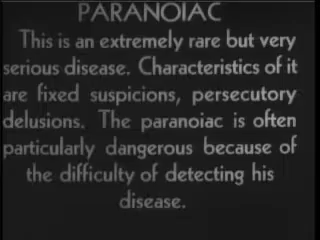 PARANOIAC
This is an extremely rare but very
serious disease. Characteristics of it
are fixed suspicions, persecutory
delusions. The paranoiac is often
particularly dangerous because of
the difficulty of detecting his
disease.